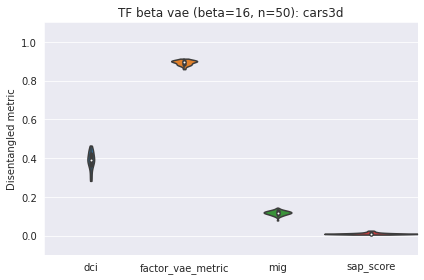 TF beta vae (beta=16, n=50): cars3d
Disentangled metric
1.0
0.8
0.6
0.4
0.2
0.0
dci factor_vae_metric mig sap_score